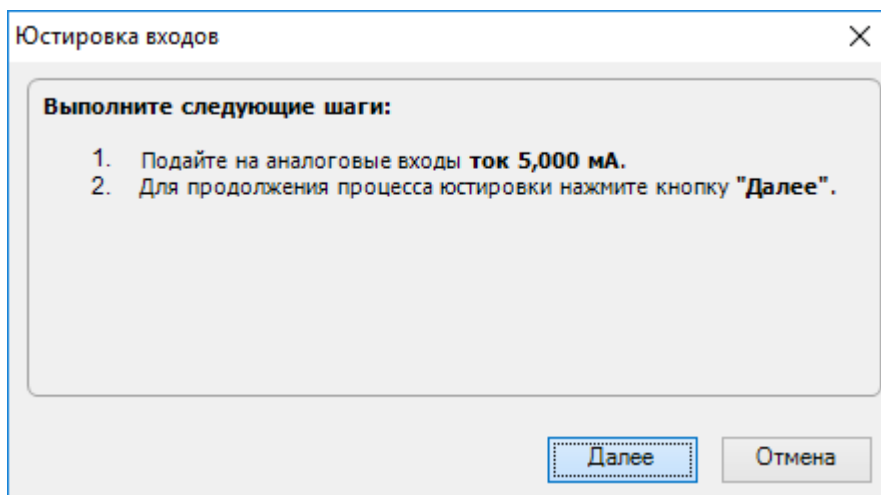 Юстировка входов
Выполните следующие шаги:
1. Подайте на аналоговые входы ток 5,000 мА.
2. Для продолжения процесса юстировки нажмите кнопку "Далее".
Далее Отмена